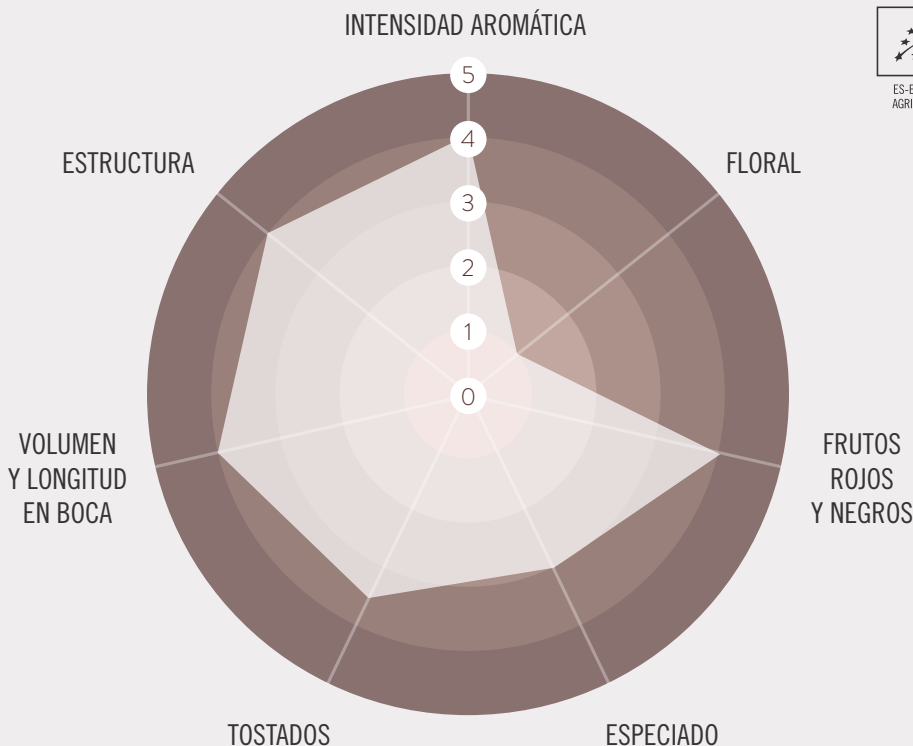 INTENSIDAD AROMÁTICA
5
4
3
2
1
0
FLORAL
FRUTOS
ROJOS
Y NEGROS
ESPECIADO
TOSTADOS
VOLUMEN
Y LONGITUD
EN BOCA
ESTRUCTURA